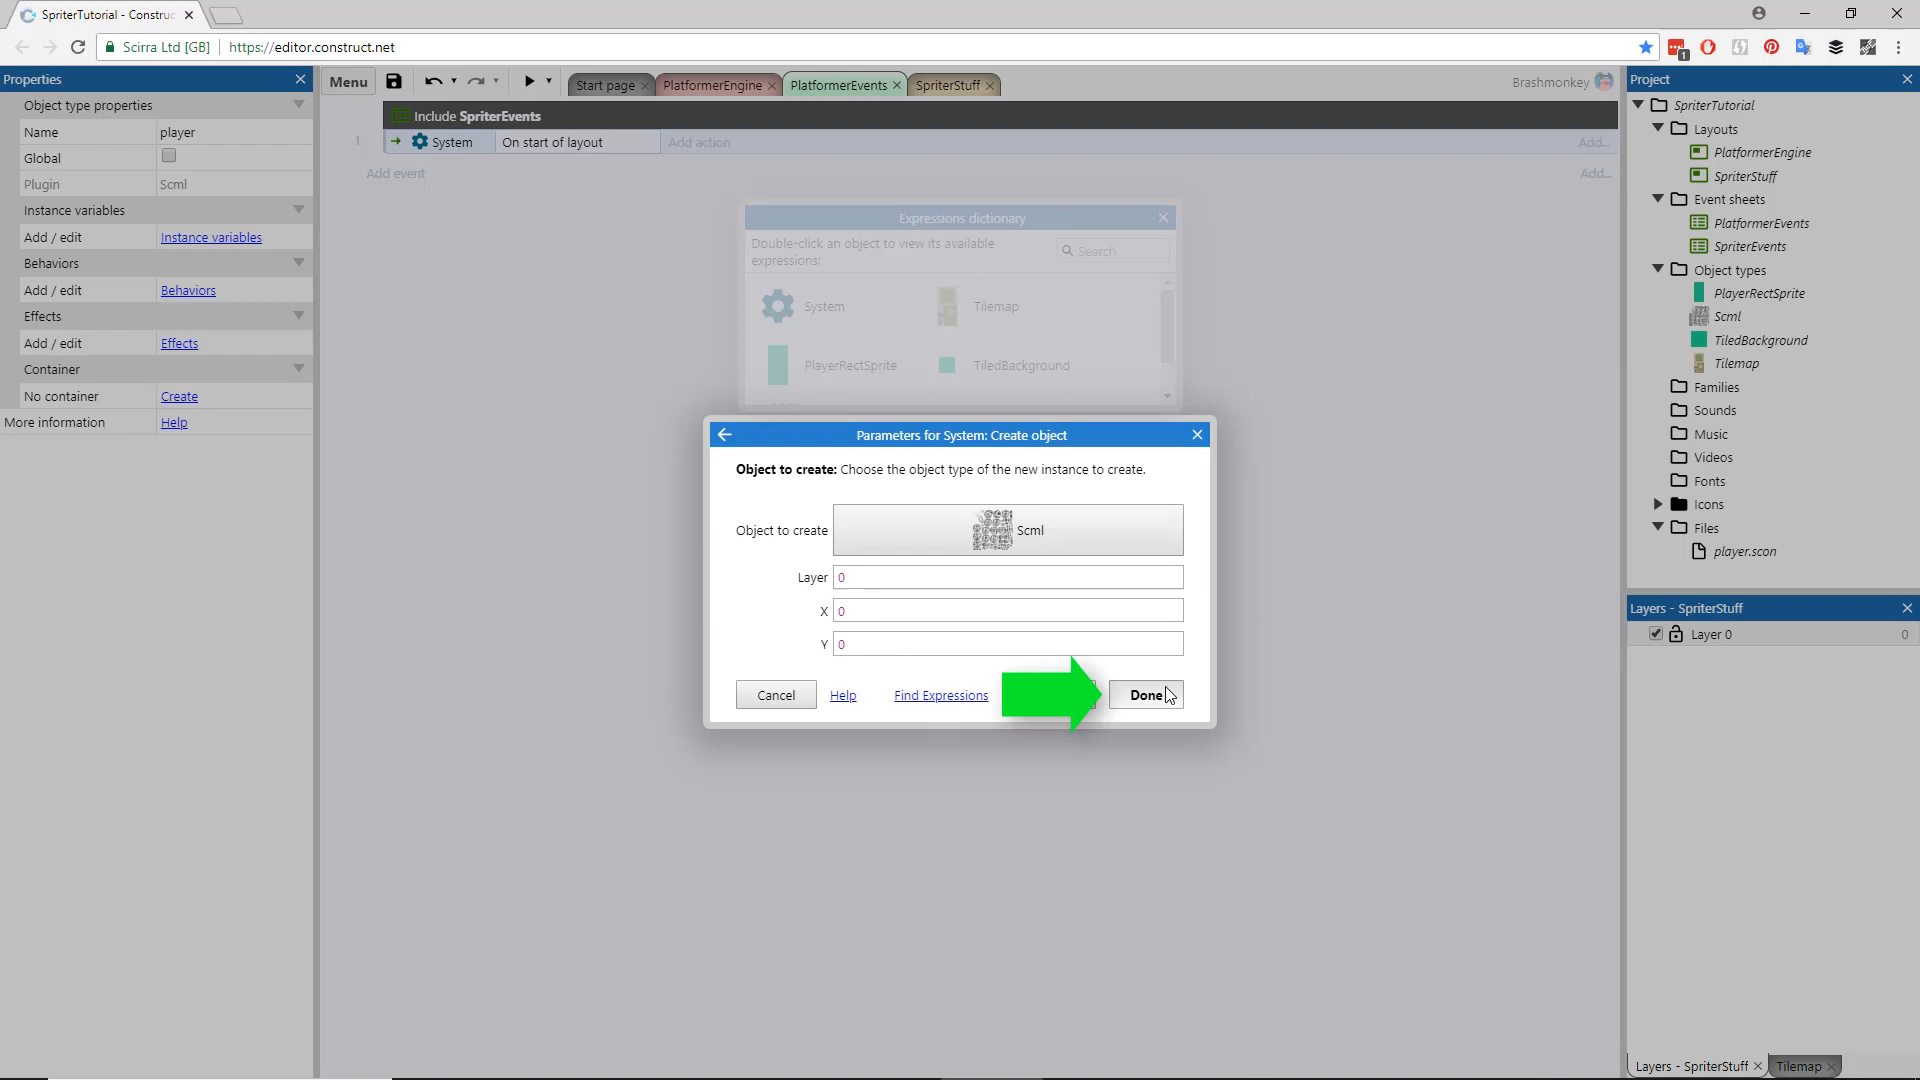 SpriterTutorial - Construc
Scirra Ltd [GB]
https://editor.construct.net
1
Properties
Menu
Start page
PlatformerEngine
PlatformerEvents
SpriterStuff
Brashmonkey
Project
Object type properties
Name
player
Global
Plugin
Scml
Instance variables
Add / edit
Instance variables
Behaviors
Add / edit
Behaviors
Effects
Add / edit
Effects
Container
No container
Create
More information
Help
Include SpriterEvents
1
System
On start of layout
Add action
Add...
Add event
Add...
Expressions dictionary
Double-click an object to view its available
expressions:
Search
System
Tilemap
PlayerRectSprite
TiledBackground
Parameters for System: Create object
Object to create: Choose the object type of the new instance to create.
Object to create
Scml
Layer
0
X
0
Y
0
Cancel
Help
Find Expressions
Done
SpriterTutorial
Layouts
PlatformerEngine
SpriterStuff
Event sheets
PlatformerEvents
SpriterEvents
Object types
PlayerRectSprite
Scml
TiledBackground
Tilemap
Families
Sounds
Music
Videos
Fonts
Icons
Files
player.scon
Layers - SpriterStuff
Layer 0
0
Layers - SpriterStuff
Tilemap